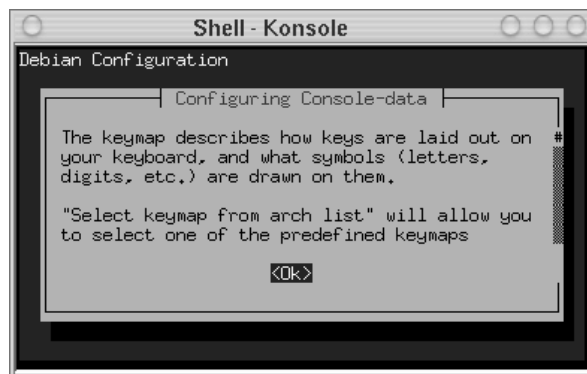 Shell - Konsole
Debian Configuration
Configuring Console-data
The keymap describes how keys are laid out on #
your keyboard, and what symbols (letters,
digits, etc.) are drawn on them.
"Select keymap from arch list" will allow you
to select one of the predefined keymaps
<Ok>